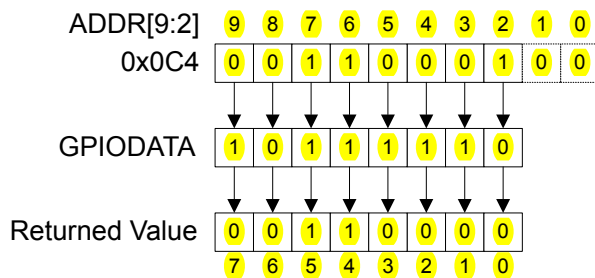 ADDR[9:2] 9 8 7 6 5 4 3 2 1 0
0x0C4 0 0 1 1 0 0 0 1 0 0
GPIODATA 1 0 1 1 1 1 1 0
Returned Value 0 0 1 1 0 0 0 0
7 6 5 4 3 2 1 0